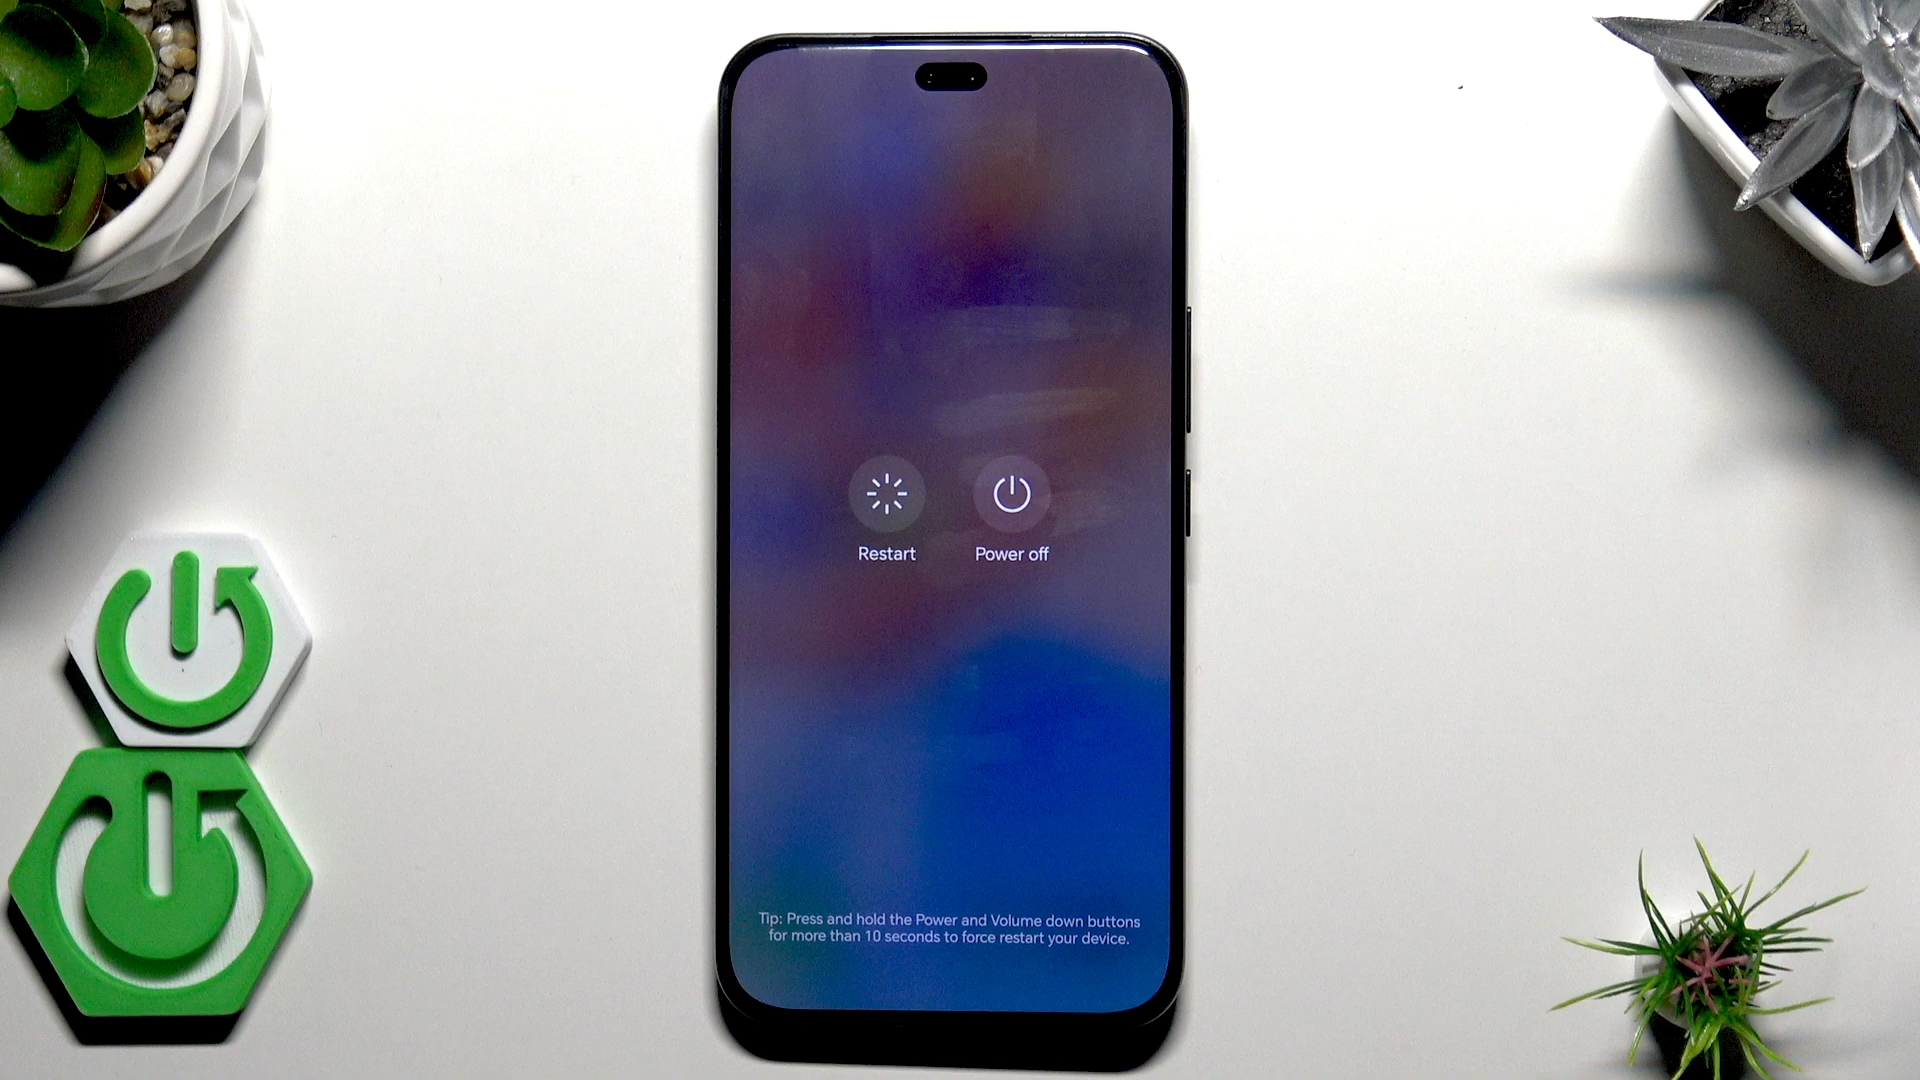 Restart
Power off
Tip: Press and hold the Power and Volume down buttons
for more than 10 seconds to force restart your device.